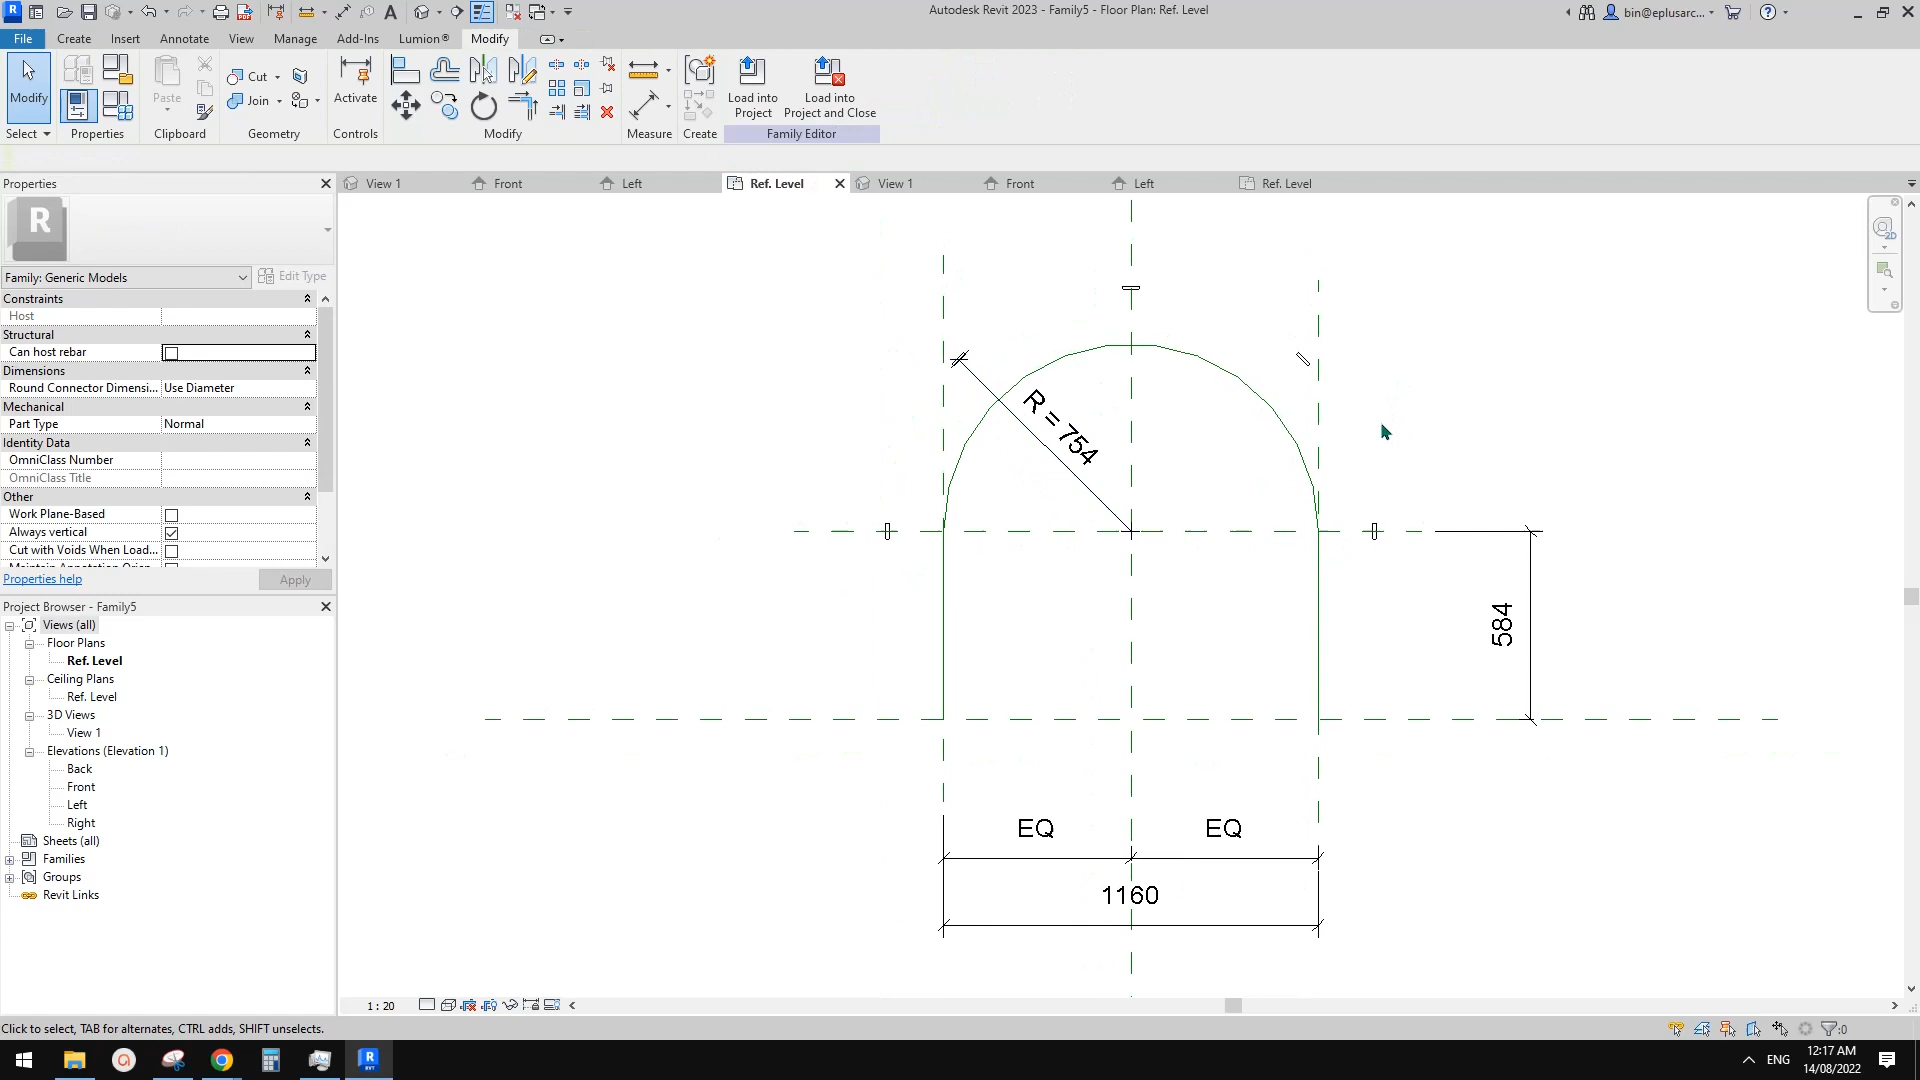 Autodesk Revit 2023 - Family5 - Floor Plan: Ref. Level
bin@eplusarc...
File Create Insert Annotate View Manage Add-Ins Lumion® Modify
Modify
Paste
Cut
Join
Activate
Load into Project
Load into Project and Close
Select Properties Clipboard Geometry Controls Modify Measure Create Family Editor
Properties
View 1 Front Left Ref. Level View 1 Front Left Ref. Level
R
Family: Generic Models
Edit Type
Constraints
Host
Structural
Can host rebar
Dimensions
Round Connector Dimensi... Use Diameter
Mechanical
Part Type Normal
Identity Data
OmniClass Number
OmniClass Title
Other
Work Plane-Based
Always vertical
Cut with Voids When Load...
Properties help
Apply
Project Browser - Family5
Views (all)
Floor Plans
Ref. Level
Ceiling Plans
Ref. Level
3D Views
View 1
Elevations (Elevation 1)
Back
Front
Left
Right
Sheets (all)
Families
Groups
Revit Links
R = 754
584
EQ EQ
1160
2D
1 : 20
Click to select, TAB for alternates, CTRL adds, SHIFT unselects.
:0
ENG
12:17 AM
14/08/2022